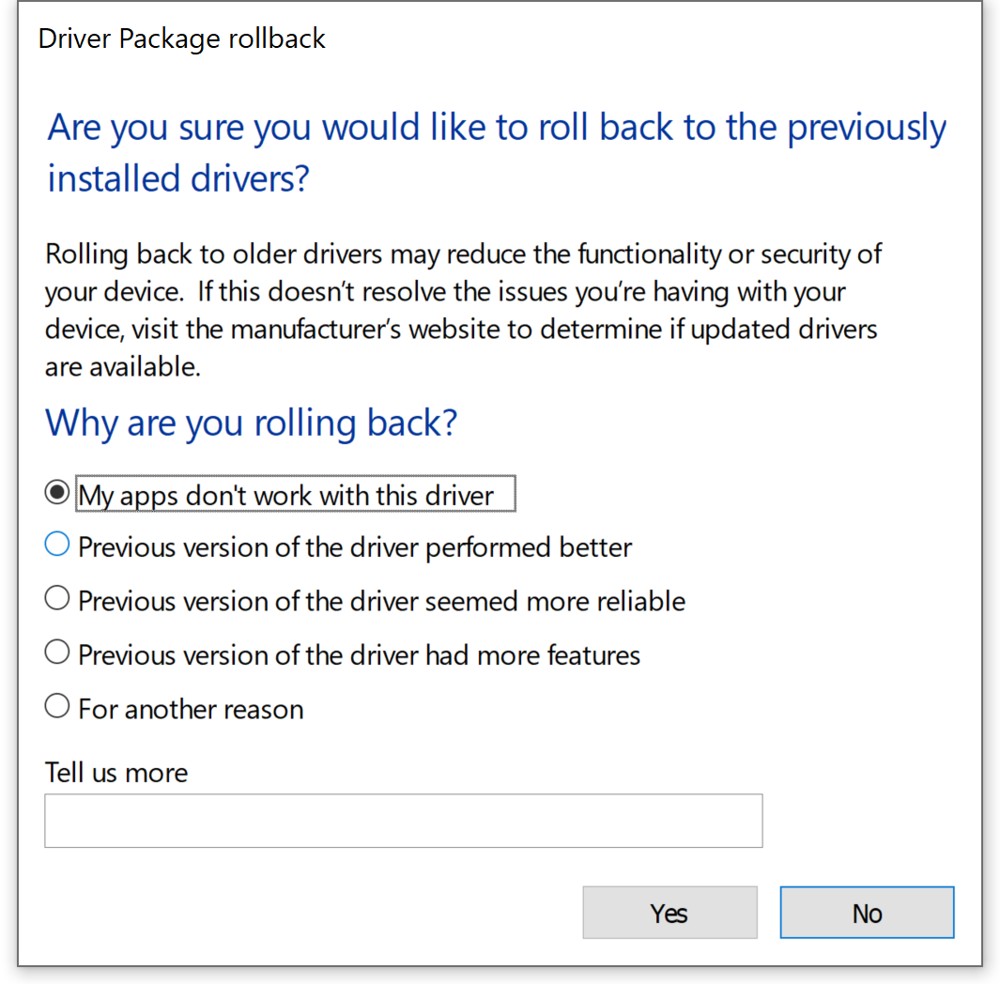 Driver Package rollback
Are you sure you would like to roll back to the previously
installed drivers?
Rolling back to older drivers may reduce the functionality or security of
your device.  If this doesn’t resolve the issues you’re having with your
device, visit the manufacturer’s website to determine if updated drivers
are available.
Why are you rolling back?
My apps don't work with this driver
Previous version of the driver performed better
Previous version of the driver seemed more reliable
Previous version of the driver had more features
For another reason
Tell us more
Yes
No